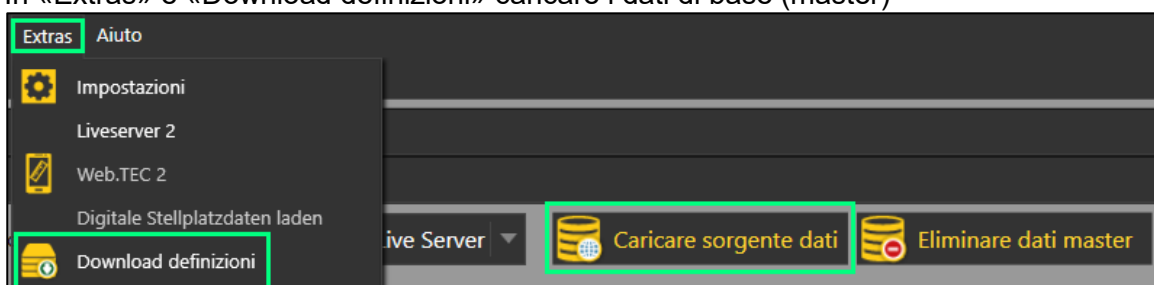 in «Extras» e «Download definizioni» caricare i dati di base (master)
Extras Aiuto
Impostazioni
Liveserver 2
Web.TEC 2
Digitale Stellplatzdaten laden
Download definizioni
ive Server
Caricare sorgente dati
Eliminare dati master